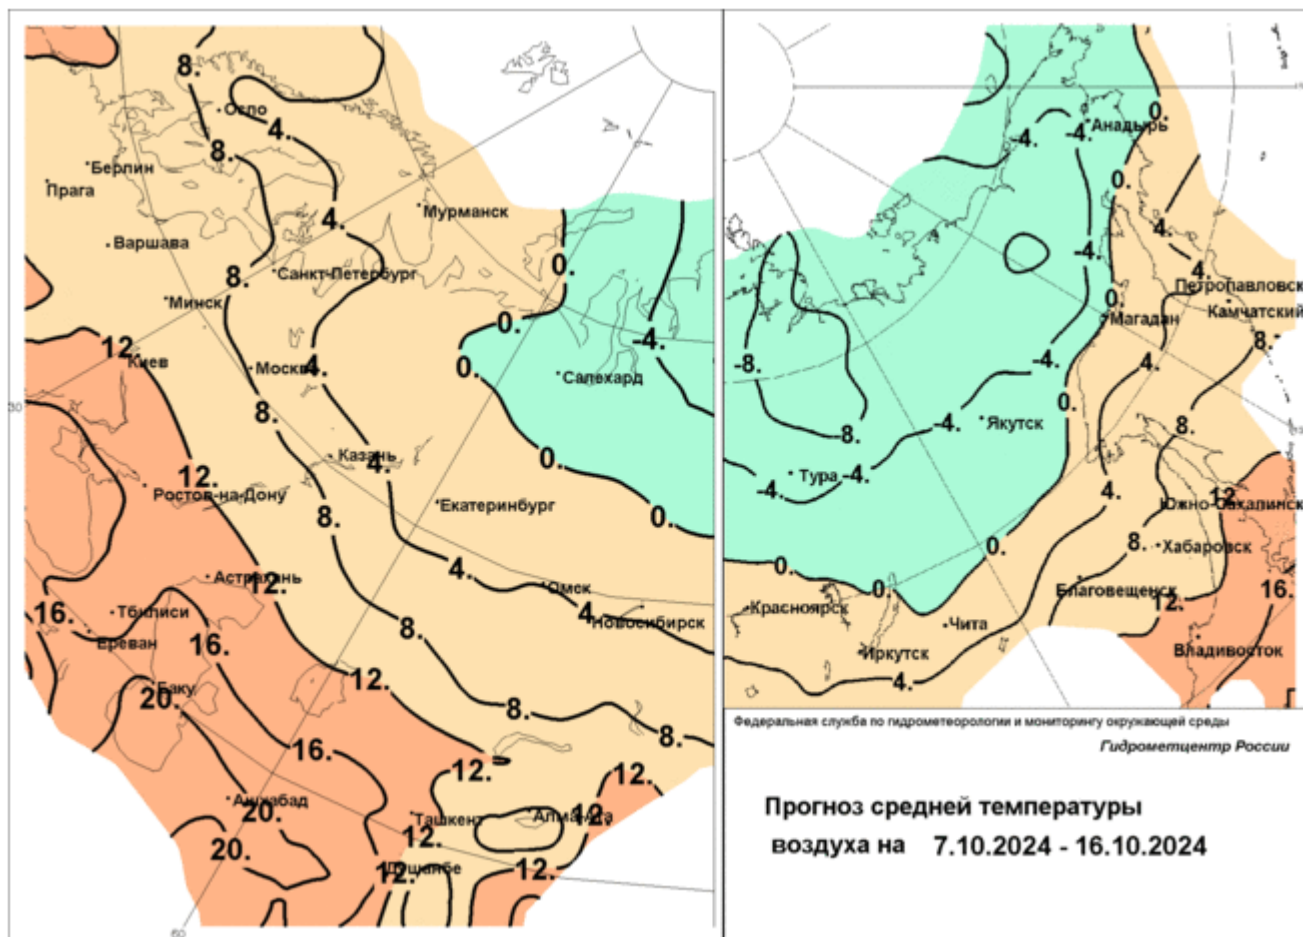 8.
Осло
4.
8.
Берлин
Прага
Мурманск
4.
Варшава
8.
Санкт-Петербург
0.
Минск
0.
12.
Киев
-4.
Москва
4.
0.
Салехард
30
8.
Казань
4.
0.
12.
Ростов-на-Дону
Екатеринбург
8.
0.
Астрахань
12.
4.
Омск
16.
Тбилиси
4.
Новосибирск
Ереван
16.
8.
Баку
20.
12.
8.
8.
16.
12.
12.
Ашхабад
20.
Ташкент
12.
Алма-Ата
12.
20.
Душанбе
12.
12.
60
0.
-4.
-4.
Анадырь
0.
4.
-4.
4.
Петропавловск
Камчатский
0.
Магадан
8.
-8.
-4.
4.
0.
Якутск
-4.
8.
-8.
Тура
-4.
-4.
4.
12
Южно-Сахалинск
0.
8.
Хабаровск
0.
0.
Благовещенск
16.
Красноярск
12.
Чита
Иркутск
Владивосток
4.
Федеральная служба по гидрометеорологии и мониторингу окружающей среды
Гидрометцентр России
Прогноз средней температуры
воздуха на 7.10.2024 - 16.10.2024